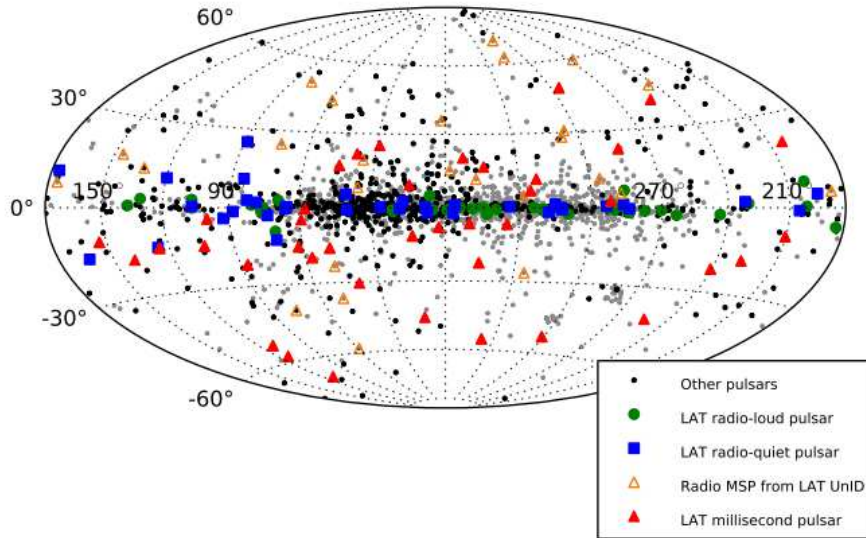 60°
30°
150° 90° 270° 210°
0°
-30°
-60°
Other pulsars
LAT radio-loud pulsar
LAT radio-quiet pulsar
Radio MSP from LAT UnID
LAT millisecond pulsar